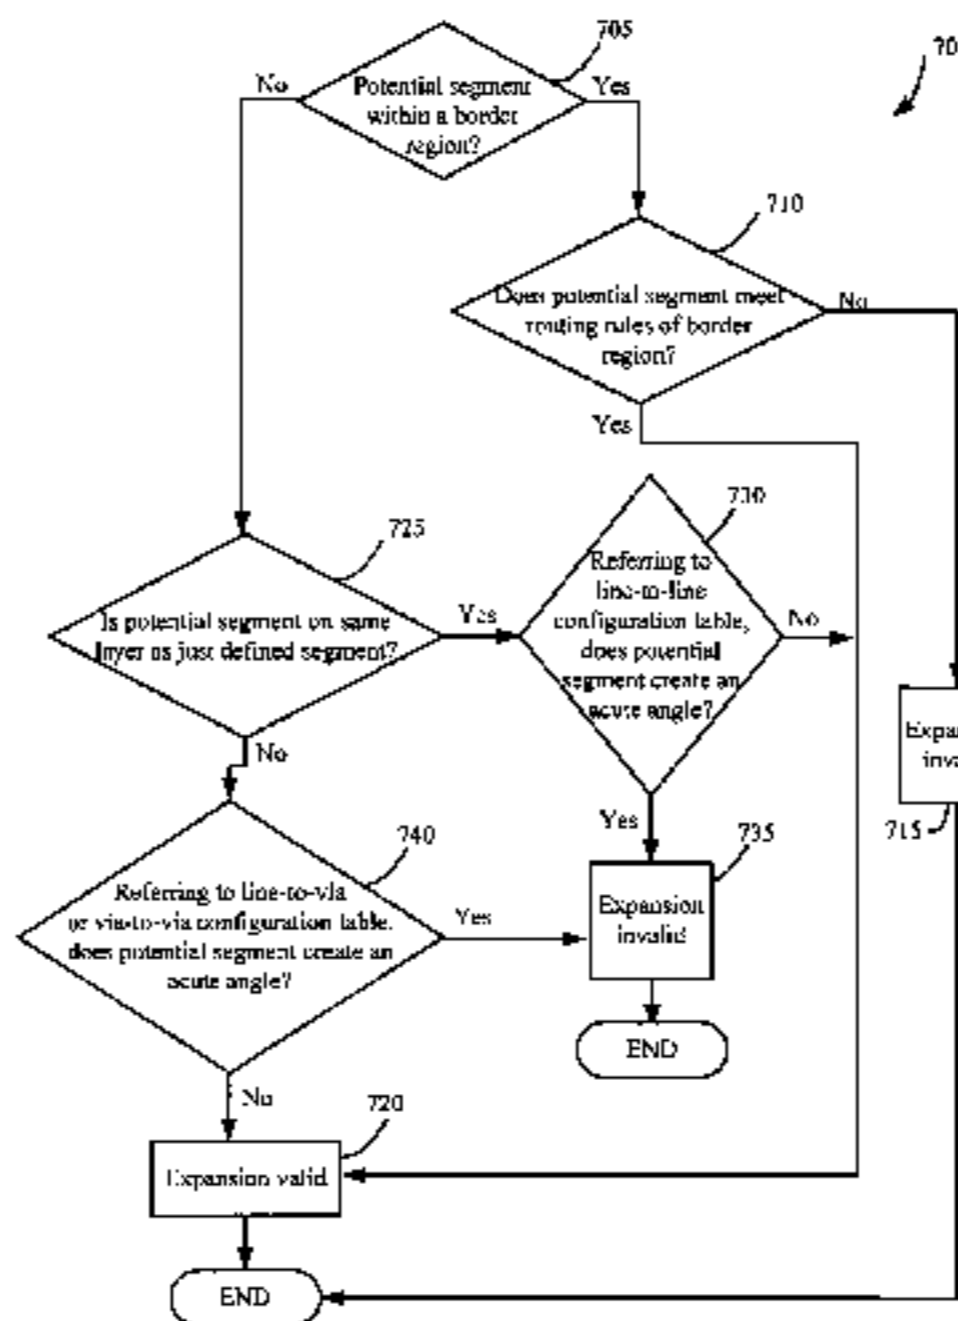 705
70
No
Potential segment
within a border
region?
Yes
710
Does potential segment meet
routing rules of border
region?
No
Yes
730
725
Referring to
line-to-line
configuration table,
does potential
segment create an
acute angle?
No
Is potential segment on same
layer as just defined segment?
Yes
No
Expan
inva
715
Yes
735
740
Referring to line-to-via
or via-to-via configuration table,
does potential segment create an
acute angle?
Yes
Expansion
invalid
END
No
720
Expansion valid
END